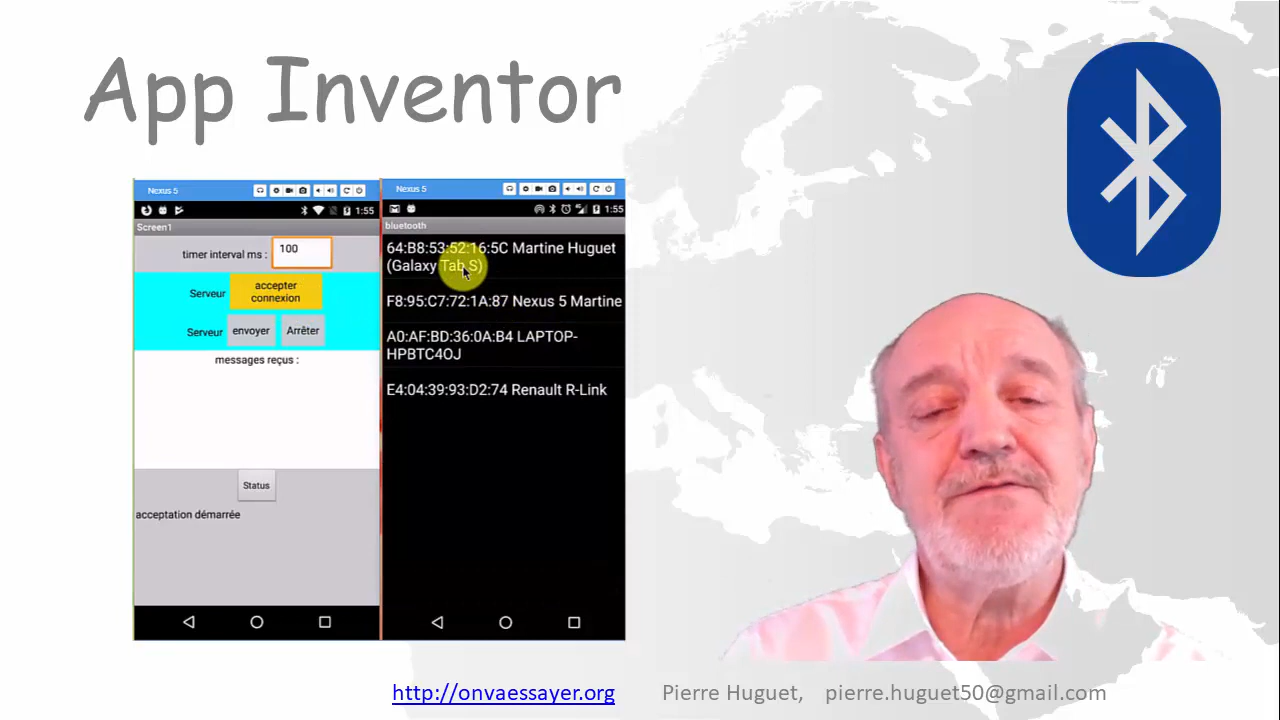 App Inventor
Nexus 5
1:55
Screen1
timer interval ms :
100
Serveur
accepter
connexion
Serveur
envoyer
Arrêter
messages reçus :
Status
acceptation démarrée
Nexus 5
1:55
bluetooth
64:B8:53:52:16:5C Martine Huguet
(Galaxy Tab S)
F8:95:C7:72:1A:87 Nexus 5 Martine
A0:AF:BD:36:0A:B4 LAPTOP-
HPBTC4OJ
E4:04:39:93:D2:74 Renault R-Link
http://onvaessayer.org Pierre Huguet, pierre.huguet50@gmail.com